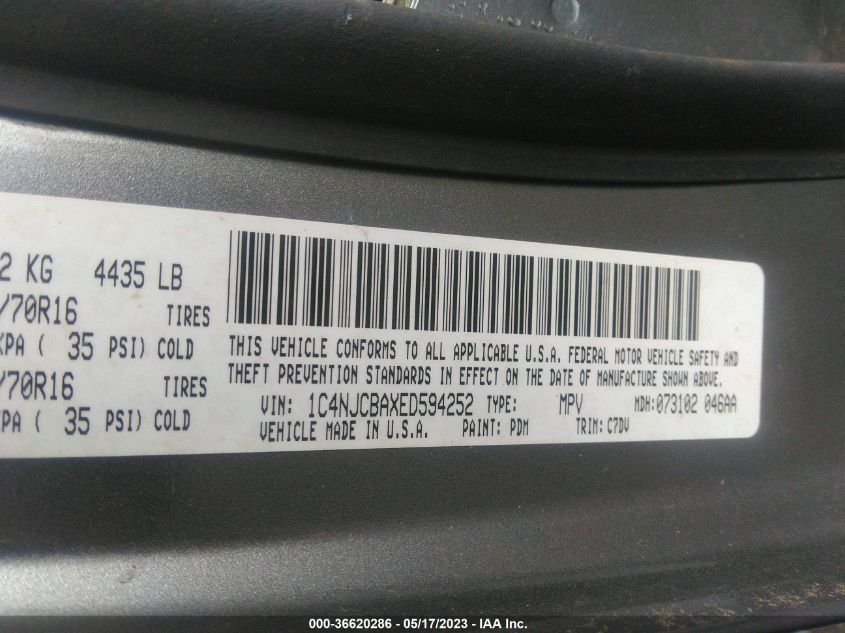 2 KG 4435 LB
/70R16 TIRES
KPA ( 35 PSI) COLD
/70R16 TIRES
KPA ( 35 PSI) COLD
THIS VEHICLE CONFORMS TO ALL APPLICABLE U.S.A. FEDERAL MOTOR VEHICLE SAFETY AND
THEFT PREVENTION STANDARDS IN EFFECT ON THE DATE OF MANUFACTURE SHOWN ABOVE.
VIN: 1C4NJCBAXED594252 TYPE: MPV MDH: 073102 046AA
VEHICLE MADE IN U.S.A. PAINT: PDM TRIM: C7DV
000-36620286 - 05/17/2023 - IAA Inc.